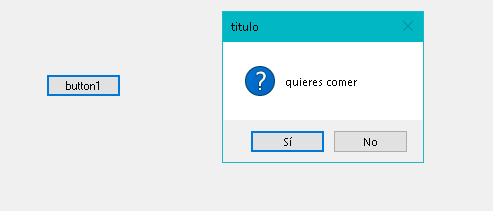 titulo
button1
? quieres comer
Sí No